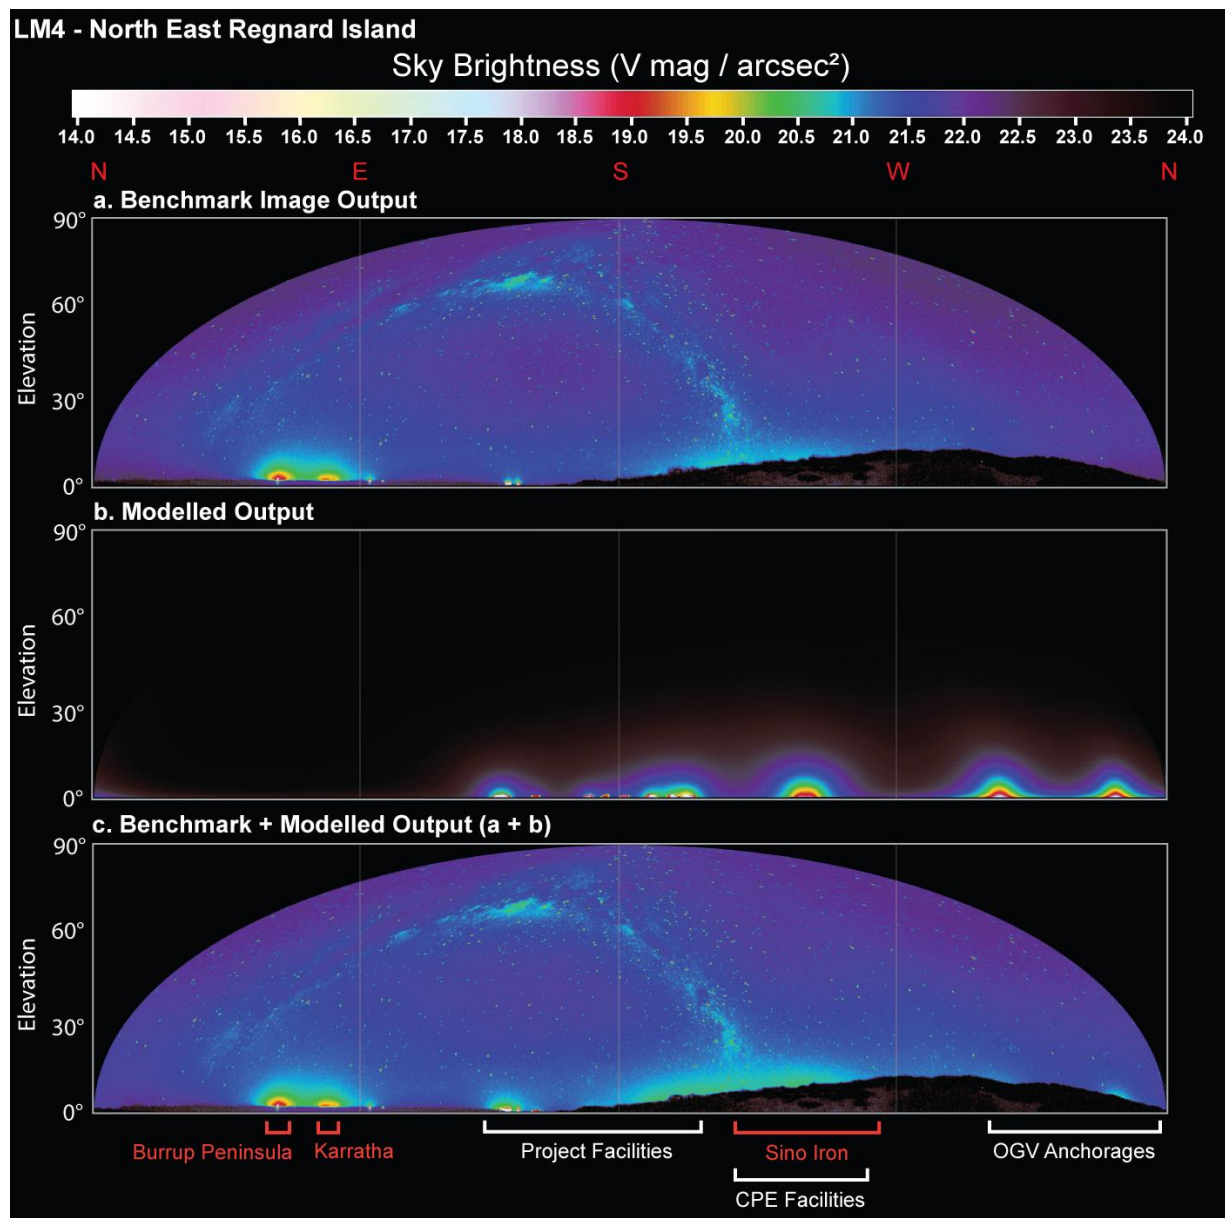 LM4 - North East Regnard Island
Sky Brightness (V mag / arcsec²)
14.0 14.5 15.0 15.5 16.0 16.5 17.0 17.5 18.0 18.5 19.0 19.5 20.0 20.5 21.0 21.5 22.0 22.5 23.0 23.5 24.0
N E S W N
a. Benchmark Image Output
90°
60°
Elevation
30°
0°
b. Modelled Output
90°
60°
Elevation
30°
0°
c. Benchmark + Modelled Output (a + b)
90°
60°
Elevation
30°
0°
Burrup Peninsula Karratha Project Facilities Sino Iron OGV Anchorages
CPE Facilities